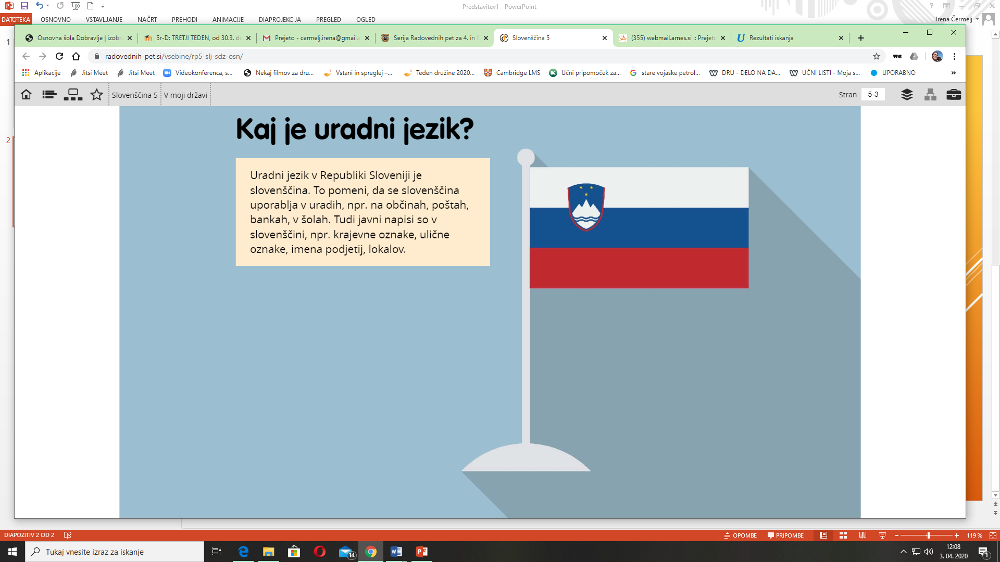 Predstavitev1 - PowerPoint
DATOTEKA OSNOVNO VSTAVLJANJE NAČRT PREHODI ANIMACIJE DIAPROJEKCIJA PREGLED OGLED
Irena Čermelj
Osnovna šola Dobravlje | izobra
5r-D: TRETJI TEDEN, od 30.3. do
Prejeto - cermelj.irena@gmail.c
Serija Radovednih pet za 4. in 5
Slovenščina 5
(355) webmail.arnes.si :: Prejeto
Rezultati iskanja
radovednih-pet.si/vsebine/rp5-slj-sdz-osn/
Aplikacije Jitsi Meet Jitsi Meet Videokonferenca, s... Nekaj filmov za dru... Vstani in spreglej –... Teden družine 2020... Cambridge LMS Učni pripomoček za... stare vojaške petrol... DRU - DELO NA DA... UČNI LISTI - Moja s... UPORABNO »
Slovenščina 5 V moji državi Stran: 5-3
1
2
Kaj je uradni jezik?
Uradni jezik v Republiki Sloveniji je
slovenščina. To pomeni, da se slovenščina
uporablja v uradih, npr. na občinah, poštah,
bankah, v šolah. Tudi javni napisi so v
slovenščini, npr. krajevne oznake, ulične
oznake, imena podjetij, lokalov.
DIAPOZITIV 2 OD 2 OPOMBE PRIPOMBE 119 %
Tukaj vnesite izraz za iskanje
14
12:08
3. 04. 2020
1